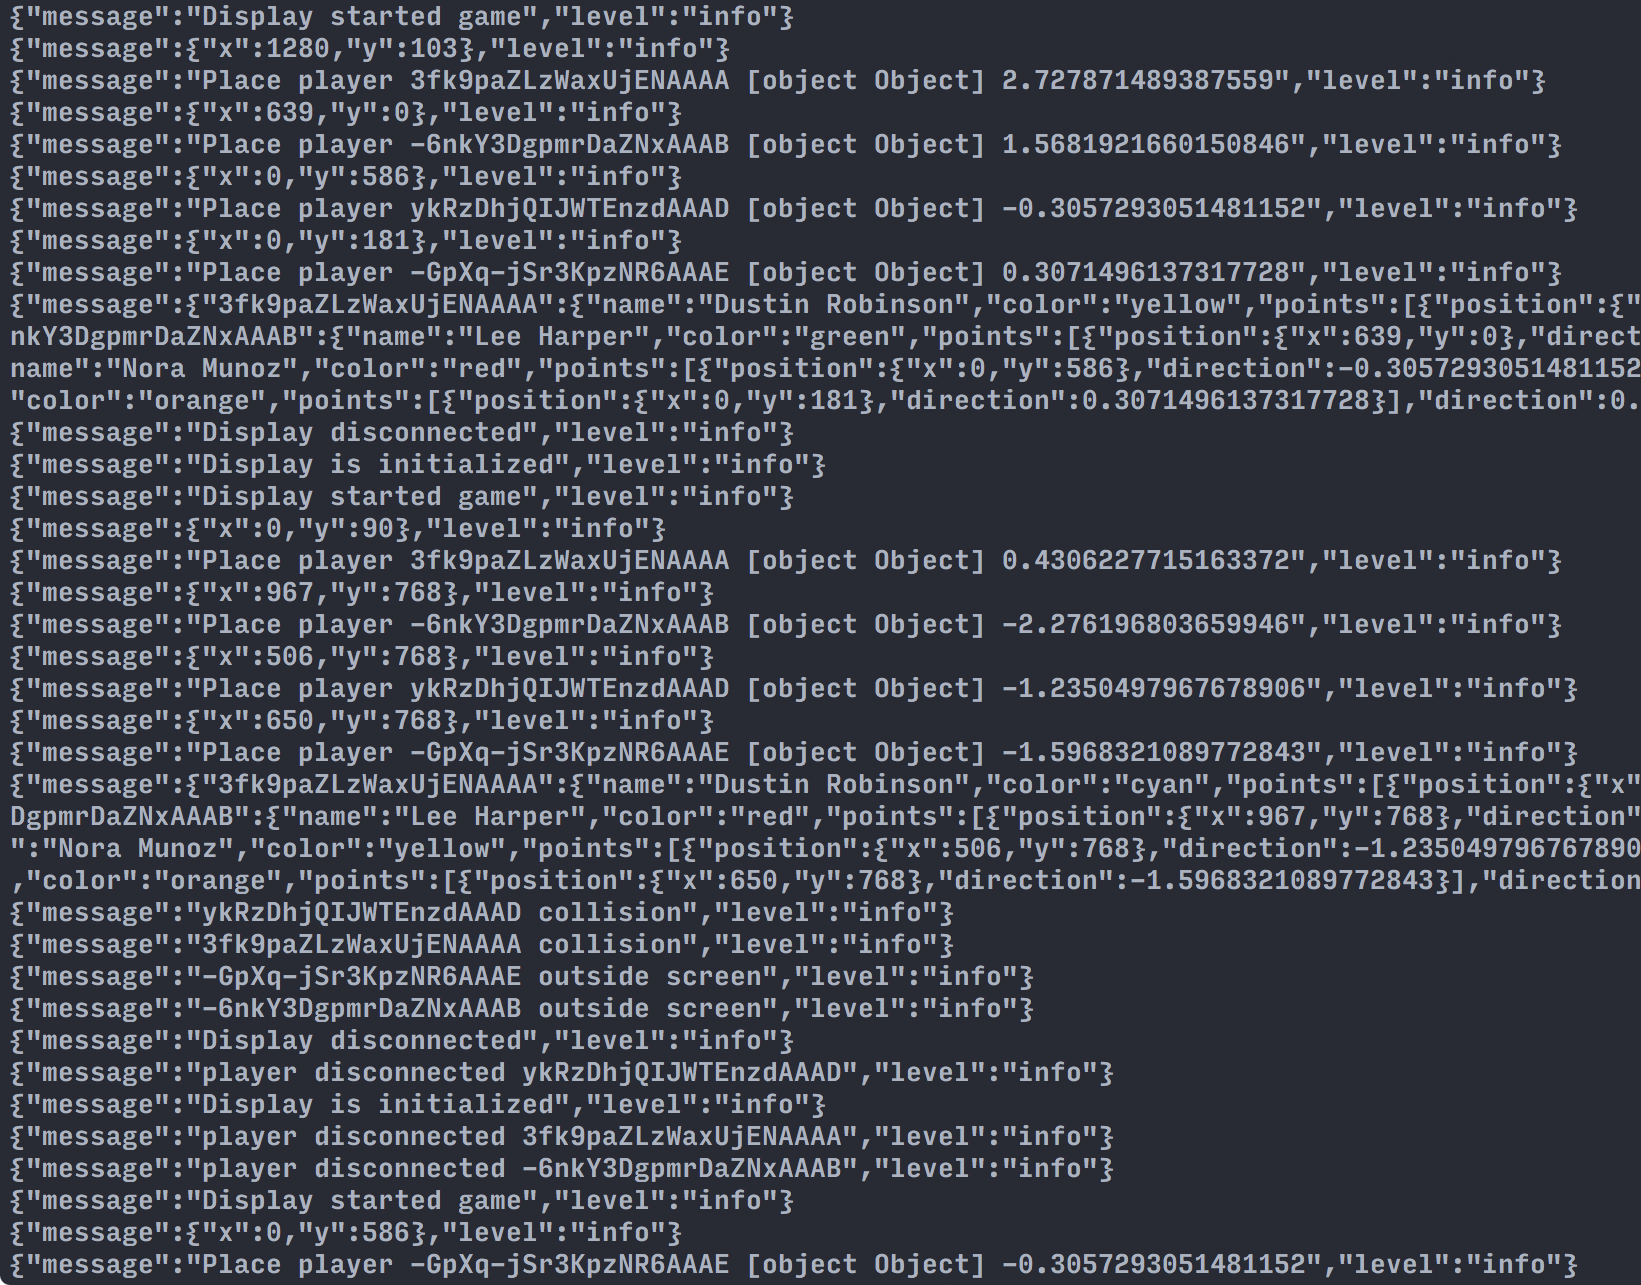 {"message":"Display started game","level":"info"}
{"message":{"x":1280,"y":103},"level":"info"}
{"message":"Place player 3fk9paZLzWaxUjENAAAA [object Object] 2.727871489387559","level":"info"}
{"message":{"x":639,"y":0},"level":"info"}
{"message":"Place player -6nkY3DgpmrDaZNxAAAB [object Object] 1.5681921660150846","level":"info"}
{"message":{"x":0,"y":586},"level":"info"}
{"message":"Place player ykRzDhjQIJWTEnzdAAAD [object Object] -0.3057293051481152","level":"info"}
{"message":{"x":0,"y":181},"level":"info"}
{"message":"Place player -GpXq-jSr3KpzNR6AAAE [object Object] 0.3071496137317728","level":"info"}
{"message":{"3fk9paZLzWaxUjENAAAA":{"name":"Dustin Robinson","color":"yellow","points":[{"position":{"
nkY3DgpmrDaZNxAAAB":{"name":"Lee Harper","color":"green","points":[{"position":{"x":639,"y":0},"direct
name":"Nora Munoz","color":"red","points":[{"position":{"x":0,"y":586},"direction":-0.3057293051481152
"color":"orange","points":[{"position":{"x":0,"y":181},"direction":0.3071496137317728}],"direction":0.
{"message":"Display disconnected","level":"info"}
{"message":"Display is initialized","level":"info"}
{"message":"Display started game","level":"info"}
{"message":{"x":0,"y":90},"level":"info"}
{"message":"Place player 3fk9paZLzWaxUjENAAAA [object Object] 0.4306227715163372","level":"info"}
{"message":{"x":967,"y":768},"level":"info"}
{"message":"Place player -6nkY3DgpmrDaZNxAAAB [object Object] -2.276196803659946","level":"info"}
{"message":{"x":506,"y":768},"level":"info"}
{"message":"Place player ykRzDhjQIJWTEnzdAAAD [object Object] -1.2350497967678906","level":"info"}
{"message":{"x":650,"y":768},"level":"info"}
{"message":"Place player -GpXq-jSr3KpzNR6AAAE [object Object] -1.5968321089772843","level":"info"}
{"message":{"3fk9paZLzWaxUjENAAAA":{"name":"Dustin Robinson","color":"cyan","points":[{"position":{"x"
DgpmrDaZNxAAAB":{"name":"Lee Harper","color":"red","points":[{"position":{"x":967,"y":768},"direction"
":"Nora Munoz","color":"yellow","points":[{"position":{"x":506,"y":768},"direction":-1.235049796767890
,"color":"orange","points":[{"position":{"x":650,"y":768},"direction":-1.5968321089772843}],"direction
{"message":"ykRzDhjQIJWTEnzdAAAD collision","level":"info"}
{"message":"3fk9paZLzWaxUjENAAAA collision","level":"info"}
{"message":"-GpXq-jSr3KpzNR6AAAE outside screen","level":"info"}
{"message":"-6nkY3DgpmrDaZNxAAAB outside screen","level":"info"}
{"message":"Display disconnected","level":"info"}
{"message":"player disconnected ykRzDhjQIJWTEnzdAAAD","level":"info"}
{"message":"Display is initialized","level":"info"}
{"message":"player disconnected 3fk9paZLzWaxUjENAAAA","level":"info"}
{"message":"player disconnected -6nkY3DgpmrDaZNxAAAB","level":"info"}
{"message":"Display started game","level":"info"}
{"message":{"x":0,"y":586},"level":"info"}
{"message":"Place player -GpXq-jSr3KpzNR6AAAE [object Object] -0.3057293051481152","level":"info"}